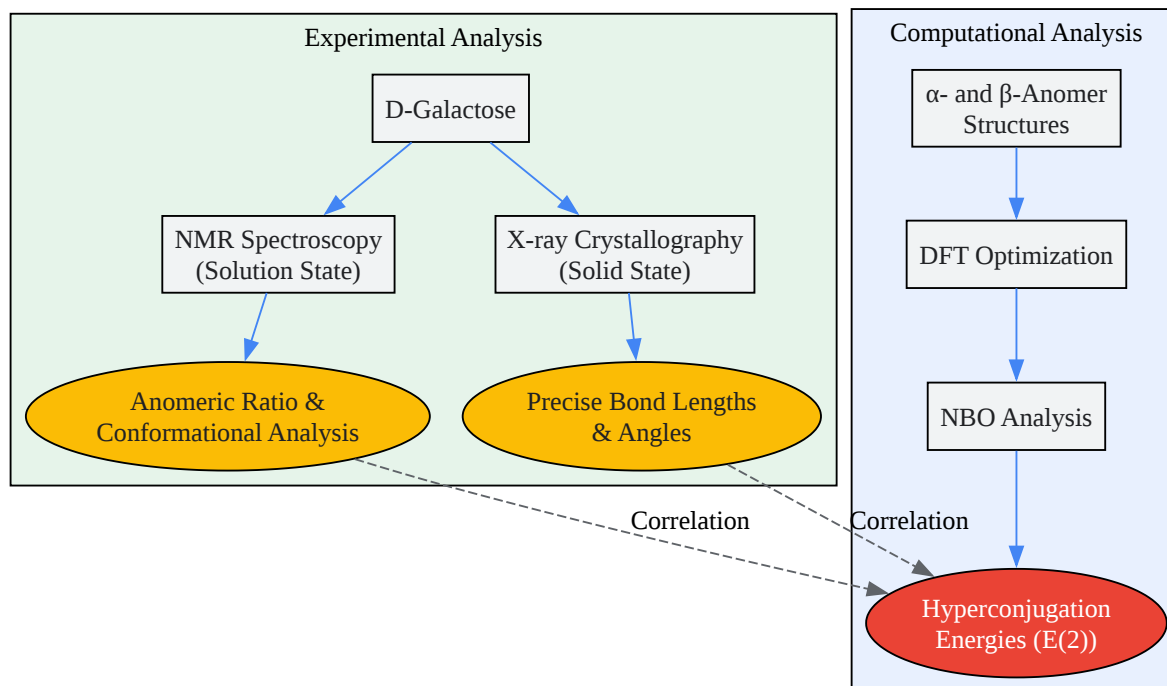 Experimental Analysis
D-Galactose
NMR Spectroscopy
(Solution State)
X-ray Crystallography
(Solid State)
Anomeric Ratio &
Conformational Analysis
Precise Bond Lengths
& Angles
Correlation
Correlation
Computational Analysis
α- and β-Anomer
Structures
DFT Optimization
NBO Analysis
Hyperconjugation
Energies (E(2))